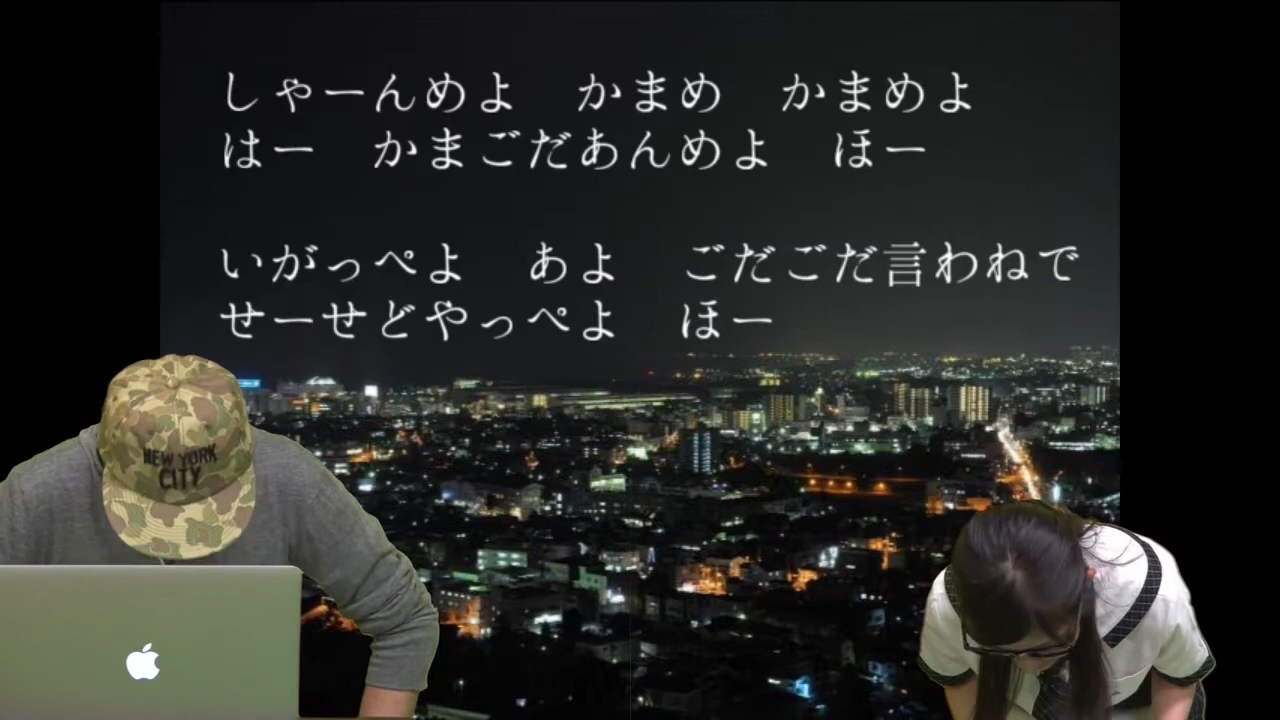 しゃーんめよ　かまめ　かまめよ
はー　かまごだあんめよ　ほー
いがっぺよ　あよ　ごだごだ言わねで
せーせどやっぺよ　ほー
NEW YORK
CITY